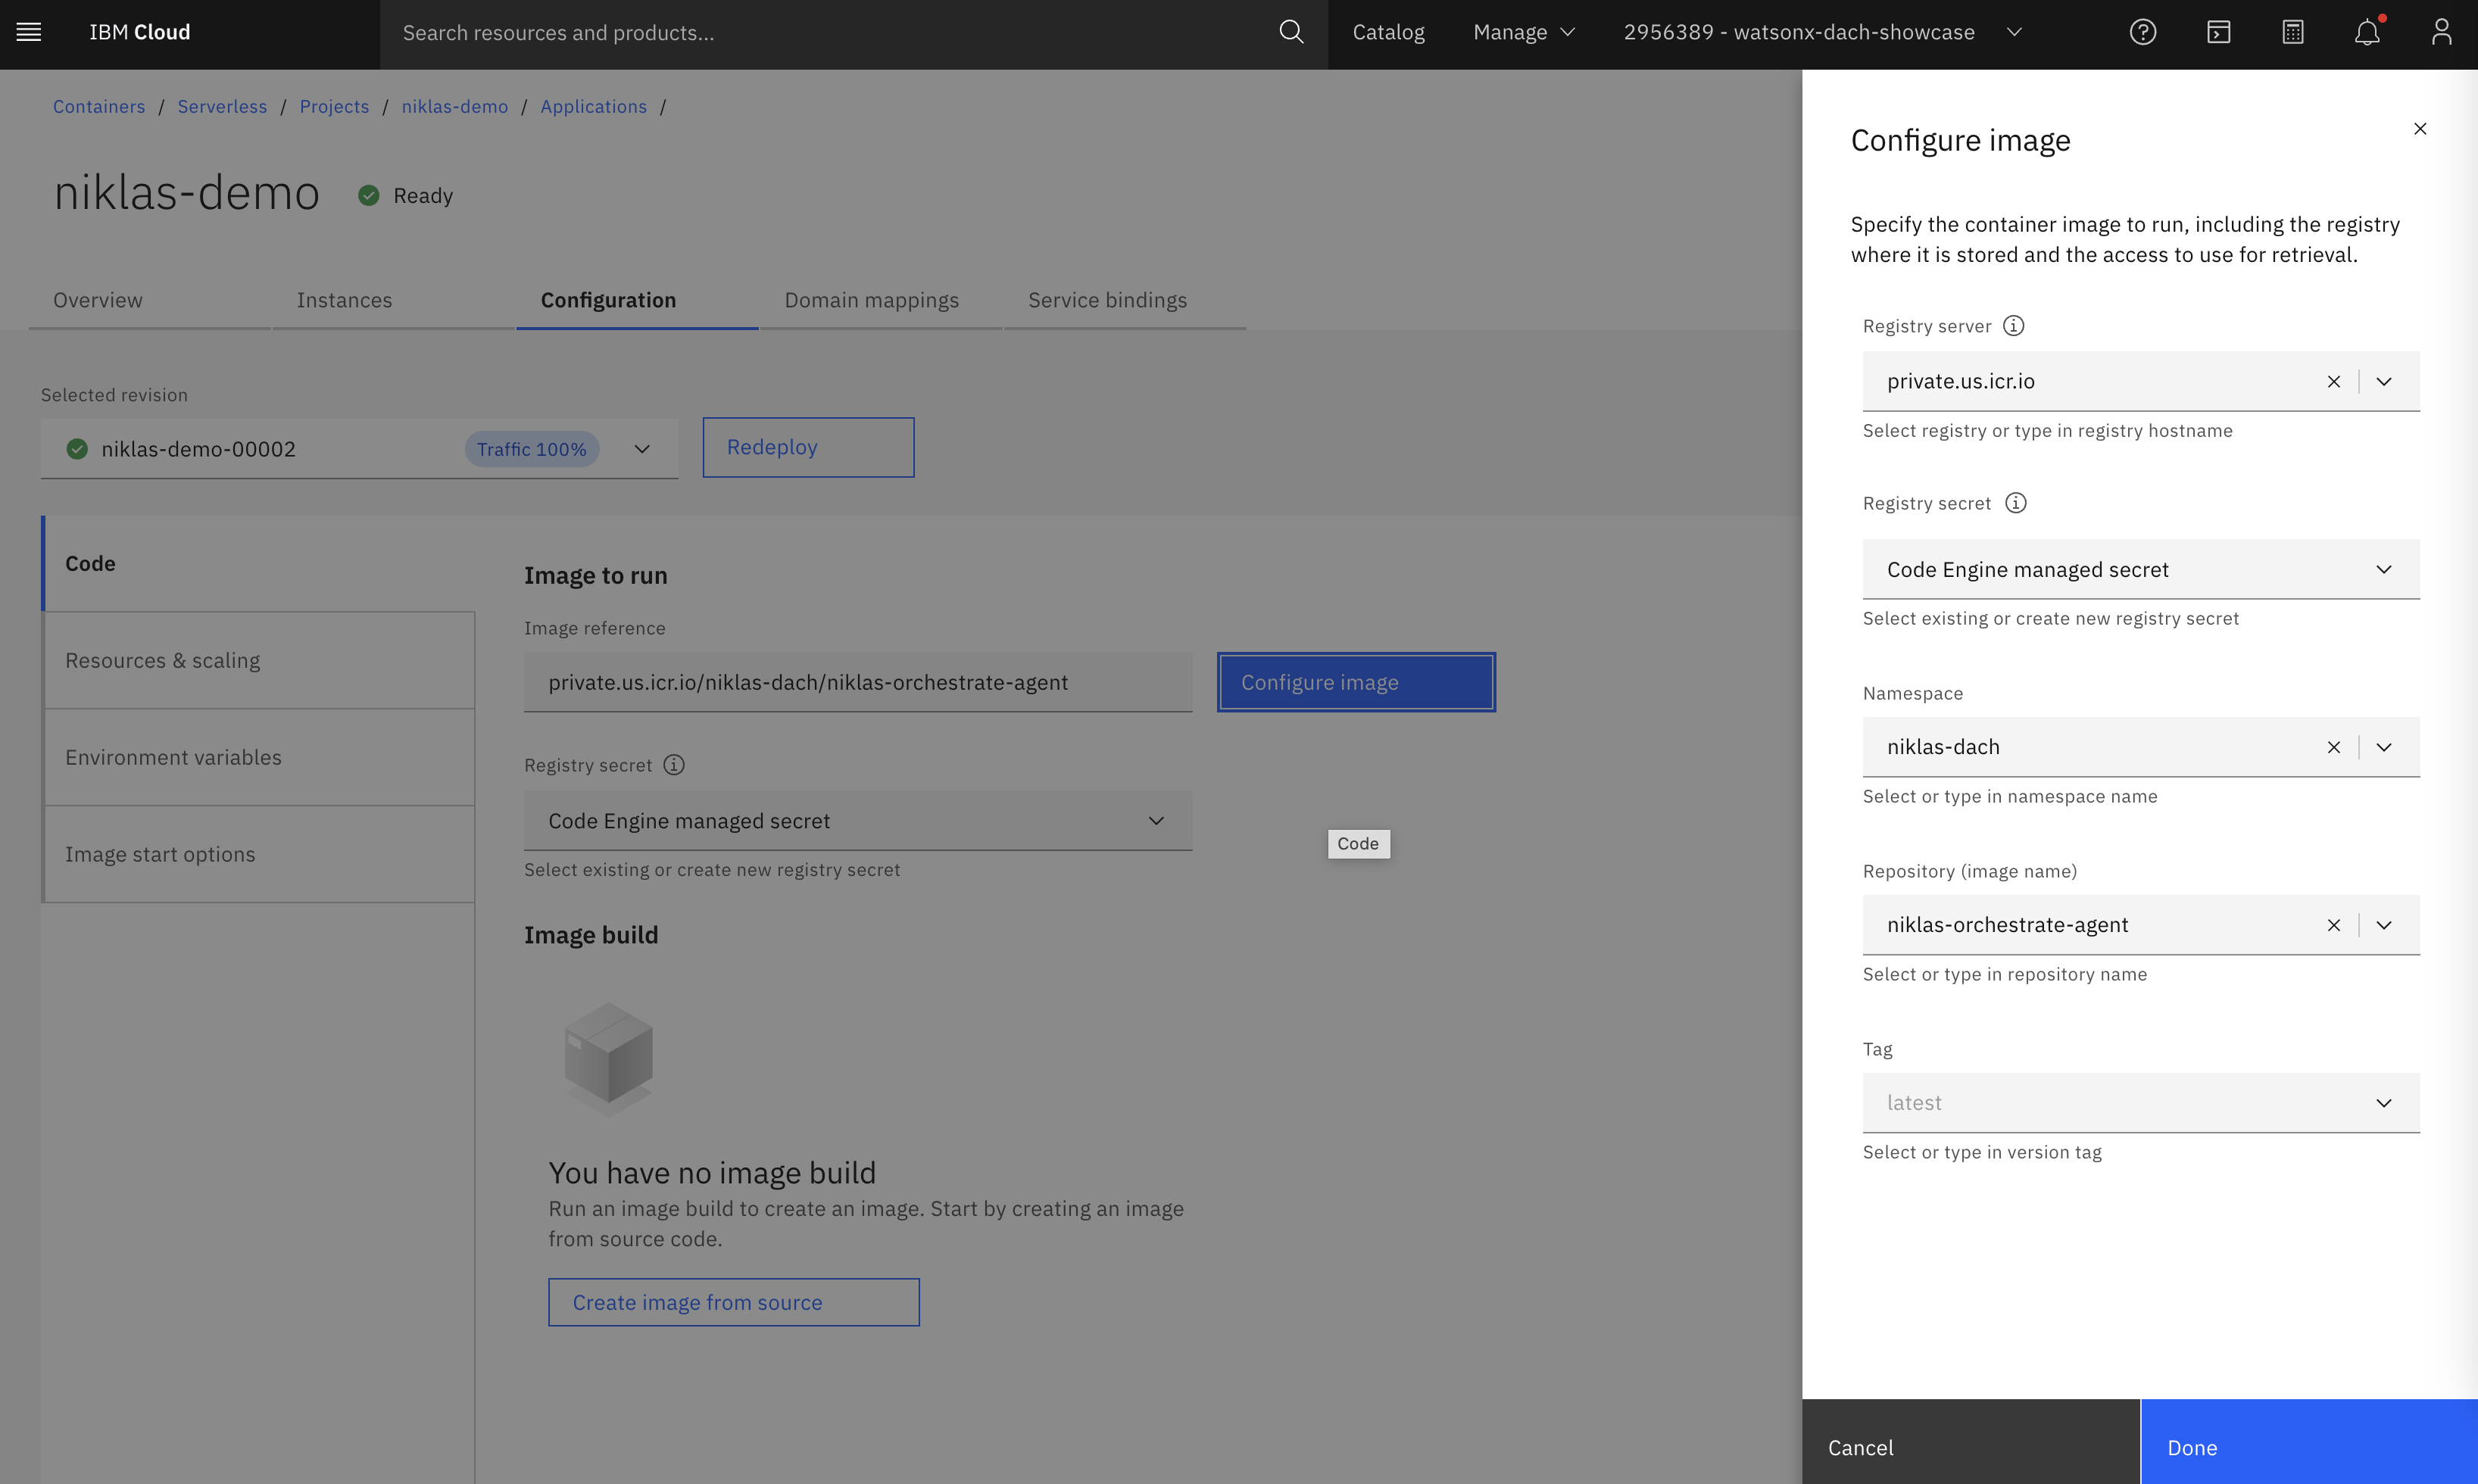 IBM Cloud
Search resources and products...
Catalog
Manage
2956389 - watsonx-dach-showcase
Containers / Serverless / Projects / niklas-demo / Applications /
niklas-demo
Ready
Overview
Instances
Configuration
Domain mappings
Service bindings
Selected revision
niklas-demo-00002
Traffic 100%
Redeploy
Code
Resources & scaling
Environment variables
Image start options
Image to run
Image reference
private.us.icr.io/niklas-dach/niklas-orchestrate-agent
Configure image
Registry secret
Code Engine managed secret
Select existing or create new registry secret
Code
Image build
You have no image build
Run an image build to create an image. Start by creating an image
from source code.
Create image from source
Configure image
Specify the container image to run, including the registry
where it is stored and the access to use for retrieval.
Registry server
private.us.icr.io
Select registry or type in registry hostname
Registry secret
Code Engine managed secret
Select existing or create new registry secret
Namespace
niklas-dach
Select or type in namespace name
Repository (image name)
niklas-orchestrate-agent
Select or type in repository name
Tag
latest
Select or type in version tag
Cancel
Done